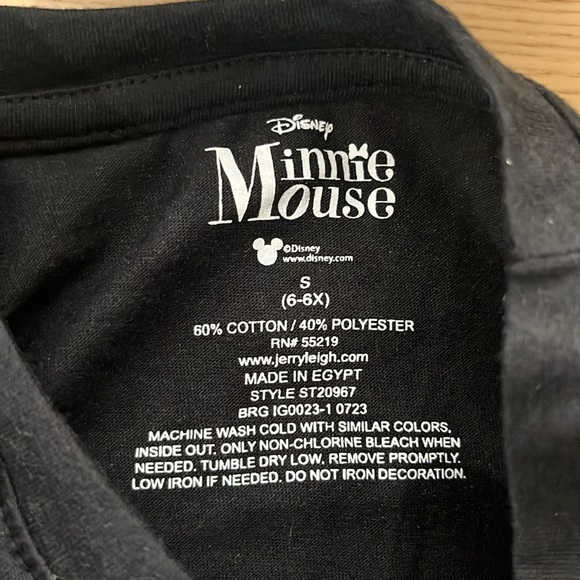 Disney
Minnie
Mouse
©Disney
www.disney.com
S
(6-6X)
60% COTTON / 40% POLYESTER
RN# 55219
www.jerryleigh.com
MADE IN EGYPT
STYLE ST20967
BRG IG0023-1 0723
MACHINE WASH COLD WITH SIMILAR COLORS,
INSIDE OUT. ONLY NON-CHLORINE BLEACH WHEN
NEEDED. TUMBLE DRY LOW. REMOVE PROMPTLY.
LOW IRON IF NEEDED. DO NOT IRON DECORATION.